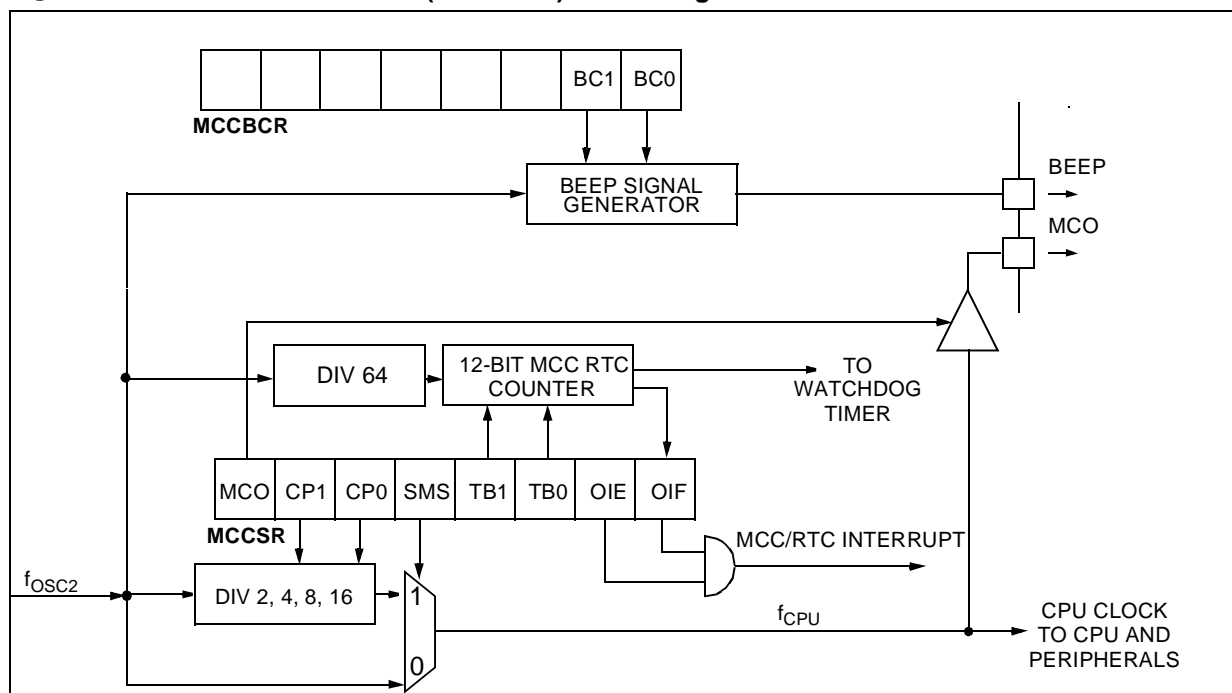 BC1 BC0
MCCBCR
BEEP SIGNAL
GENERATOR
BEEP
MCO
DIV 64
12-BIT MCC RTC
COUNTER
TO
WATCHDOG
TIMER
MCO CP1 CP0 SMS TB1 TB0 OIE OIF
MCCSR
MCC/RTC INTERRUPT
fOSC2
DIV 2, 4, 8, 16
1
0
fCPU
CPU CLOCK
TO CPU AND
PERIPHERALS